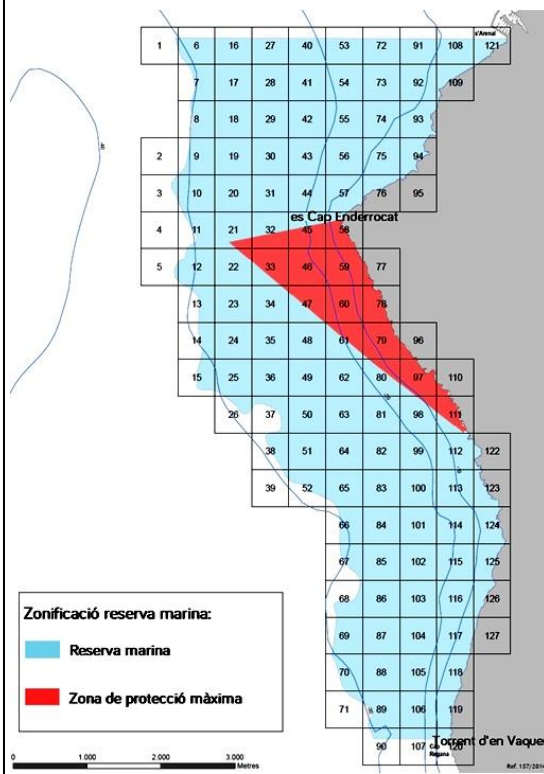 s'Arenal
1 6 16 27 40 53 72 91 108 121
7 17 28 41 54 73 92 109
8 18 29 42 55 74 93
2 9 19 30 43 56 75 94
3 10 20 31 44 57 76 95
es Cap Enderrocat
4 11 21 32 45 58
5 12 22 33 46 59 77
13 23 34 47 60 78
14 24 35 48 61 79 96
15 25 36 49 62 80 97 110
26 37 50 63 81 98 111
38 51 64 82 99 112 122
39 52 65 83 100 113 123
66 84 101 114 124
67 85 102 115 125
68 86 103 116 126
69 87 104 117 127
70 88 105 118
71 89 106 119
Torrent d'en Vaque
90 107 cap Regana 120
Zonificació reserva marina:
Reserva marina
Zona de protecció màxima
0 1 000 2 000 3 000
Metres
Ref. 157/2014